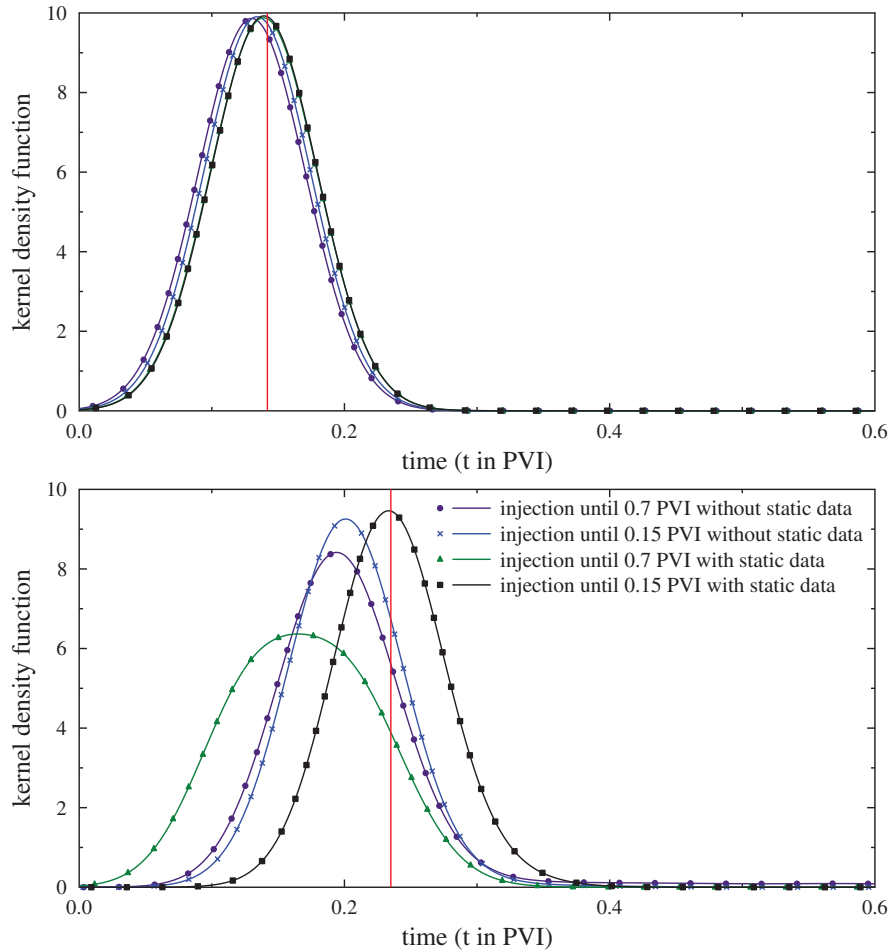 10
8
6
4
2
0
kernel density function
0.0
0.2
0.4
0.6
time (t in PVI)
10
8
6
4
2
0
kernel density function
injection until 0.7 PVI without static data
injection until 0.15 PVI without static data
injection until 0.7 PVI with static data
injection until 0.15 PVI with static data
0.0
0.2
0.4
0.6
time (t in PVI)